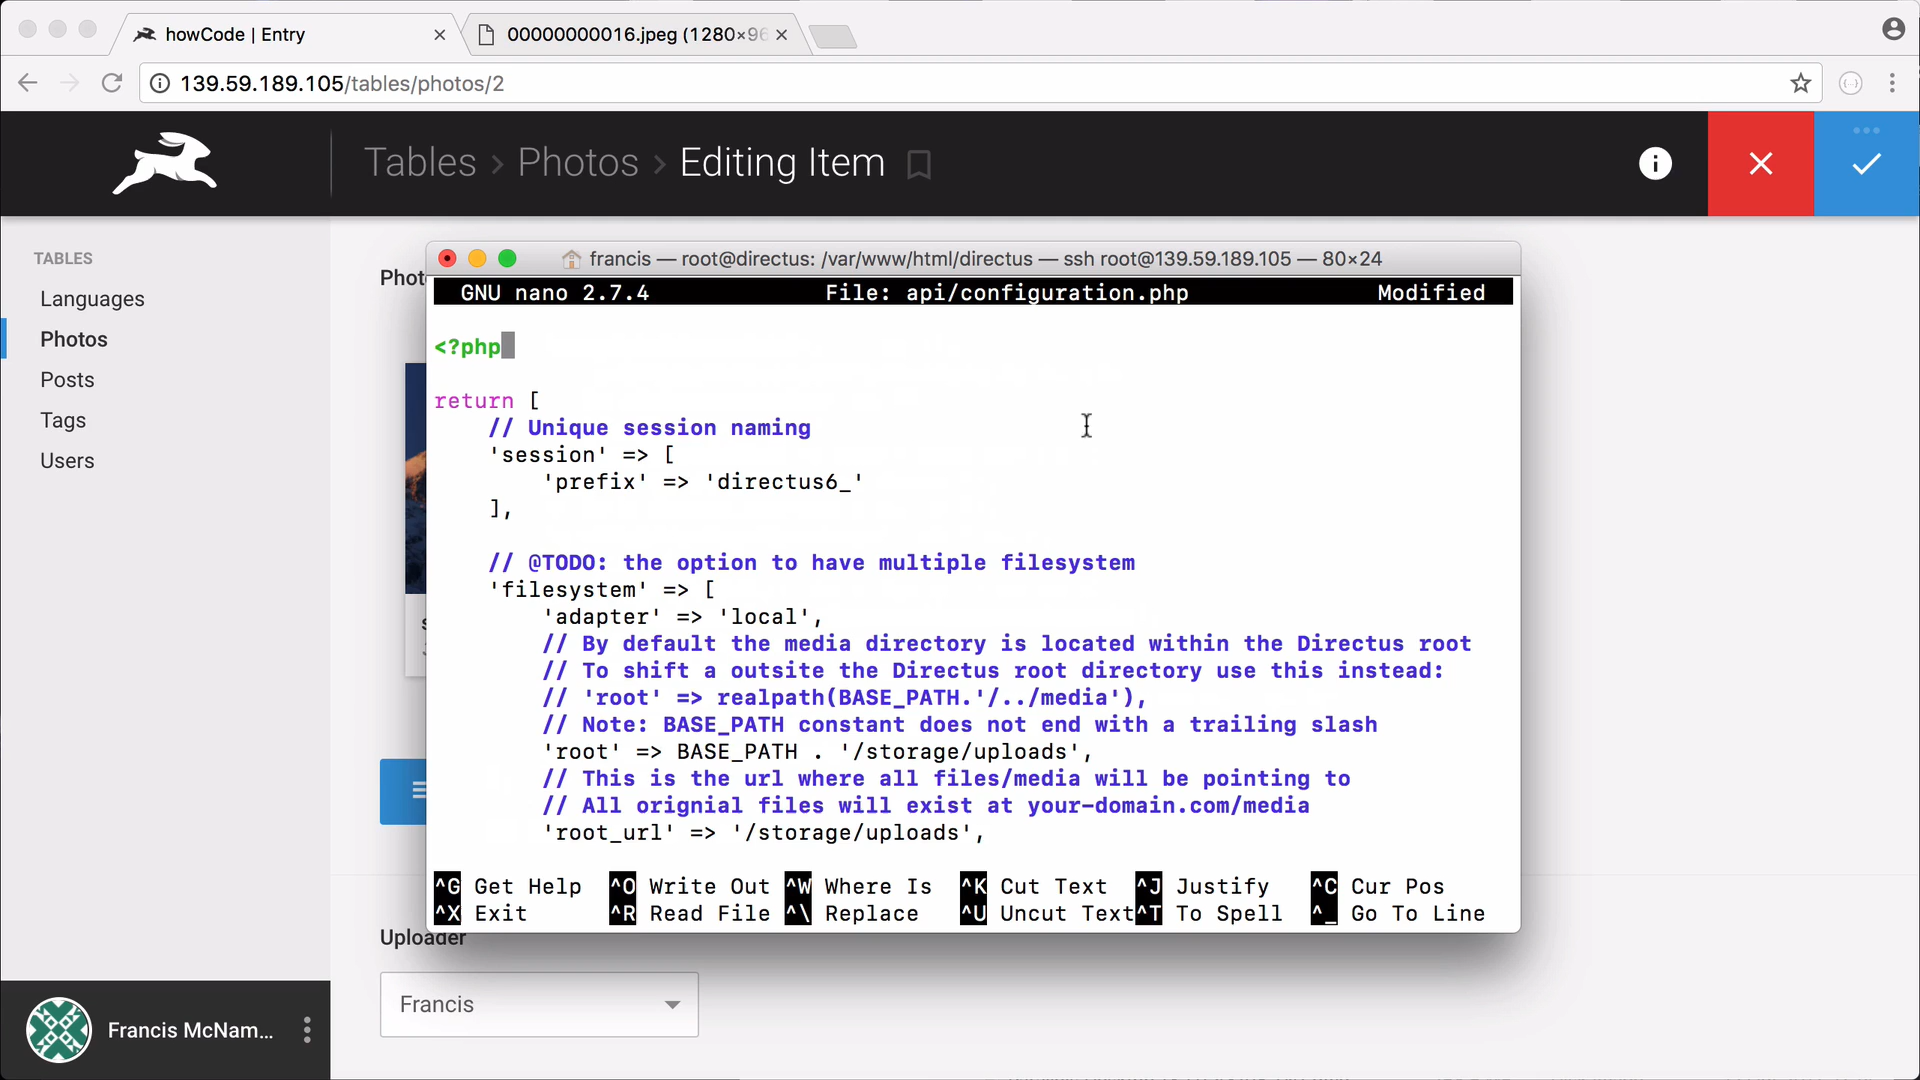 howCode | Entry
00000000016.jpeg (1280×96
139.59.189.105/tables/photos/2
Tables > Photos > Editing Item
TABLES
Languages
Photos
Posts
Tags
Users
Francis McNam...
francis — root@directus: /var/www/html/directus — ssh root@139.59.189.105 — 80×24
GNU nano 2.7.4 File: api/configuration.php Modified
<?php
return [
// Unique session naming
'session' => [
'prefix' => 'directus6_'
],
// @TODO: the option to have multiple filesystem
'filesystem' => [
'adapter' => 'local',
// By default the media directory is located within the Directus root
// To shift a outsite the Directus root directory use this instead:
// 'root' => realpath(BASE_PATH.'/../media'),
// Note: BASE_PATH constant does not end with a trailing slash
'root' => BASE_PATH . '/storage/uploads',
// This is the url where all files/media will be pointing to
// All orignial files will exist at your-domain.com/media
'root_url' => '/storage/uploads',
^G Get Help ^O Write Out ^W Where Is ^K Cut Text ^J Justify ^C Cur Pos
^X Exit ^R Read File ^\ Replace ^U Uncut Text ^T To Spell ^_ Go To Line
Uploader
Francis